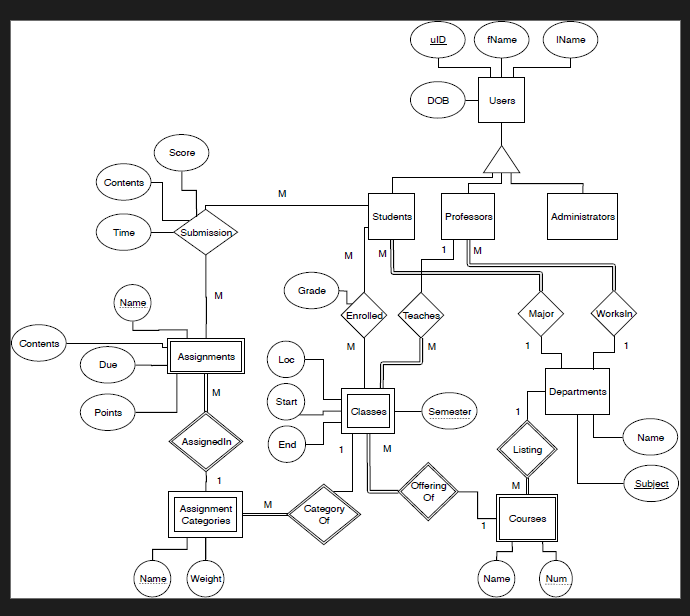 uID
fName
lName
DOB
Users
Score
Contents
Time
Submission
M
Students
Professors
Administrators
M
M
1
M
M
Name
Grade
Enrolled
Teaches
Major
WorksIn
Contents
Assignments
Due
Points
M
M
M
1
1
Loc
Start
End
Classes
Semester
Departments
Name
Subject
AssignedIn
1
1
M
1
Listing
M
Assignment
Categories
M
Category
Of
Offering
Of
1
Courses
Name
Weight
Name
Num